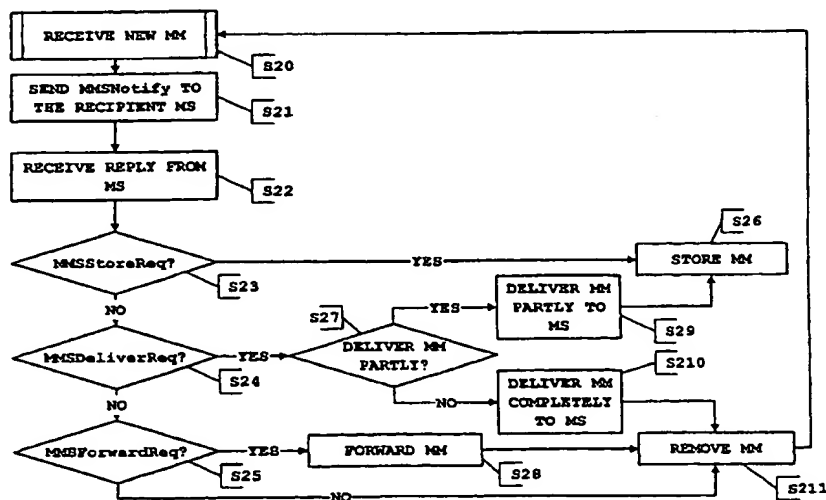 RECEIVE NEW MM
S20
SEND MMSNotify TO
THE RECIPIENT MS
S21
RECEIVE REPLY FROM
MS
S22
S26
MMSStoreReq?
YES
STORE MM
S23
NO
S27
YES
DELIVER MM
PARTLY TO
MS
S29
MMSDeliverReq?
YES
DELIVER MM
PARTLY?
S24
S210
NO
NO
DELIVER MM
COMPLETELY
TO MS
MMSForwardReq?
YES
FORWARD MM
REMOVE MM
S25
S28
S211
NO